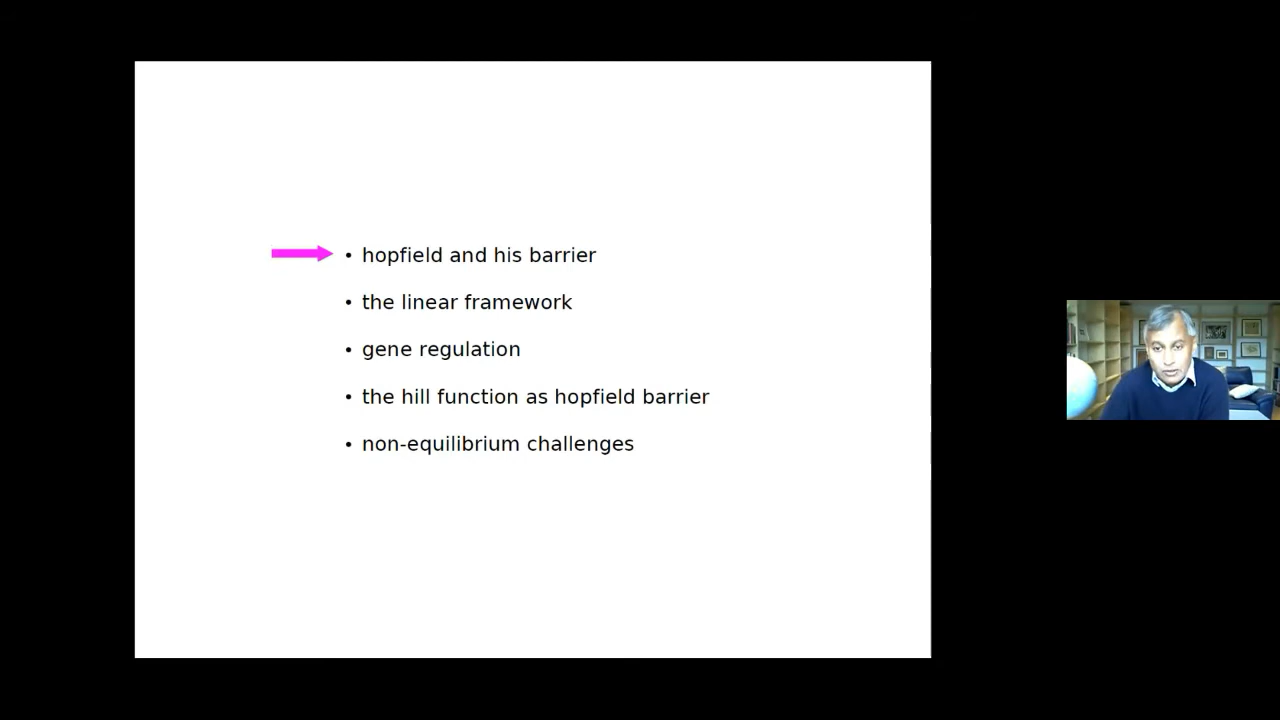 • hopfield and his barrier
• the linear framework
• gene regulation
• the hill function as hopfield barrier
• non-equilibrium challenges